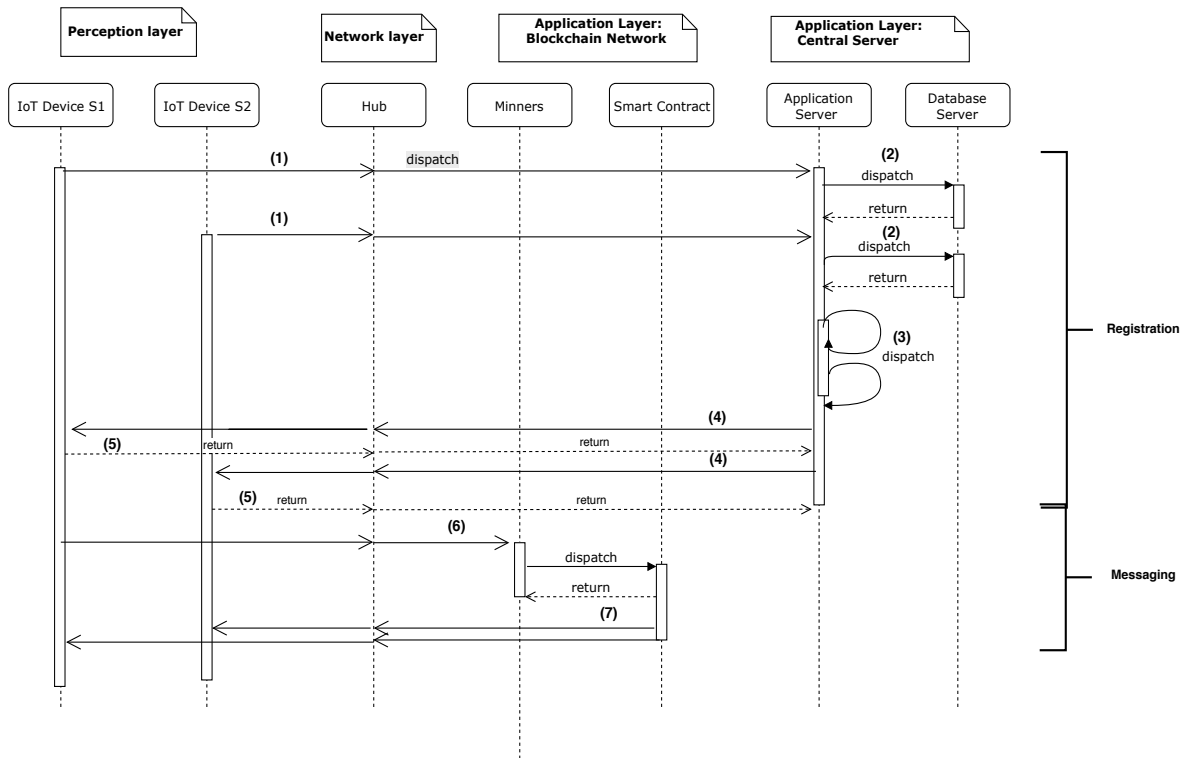 Perception layer
Network layer
Application Layer:
Blockchain Network
Application Layer:
Central Server
IoT Device S1
IoT Device S2
Hub
Minners
Smart Contract
Application
Server
Database
Server
(1)
dispatch
(2)
dispatch
return
(1)
(2)
dispatch
return
(3)
dispatch
Registration
(4)
(5)
return
return
(4)
(5)
return
return
(6)
dispatch
return
Messaging
(7)